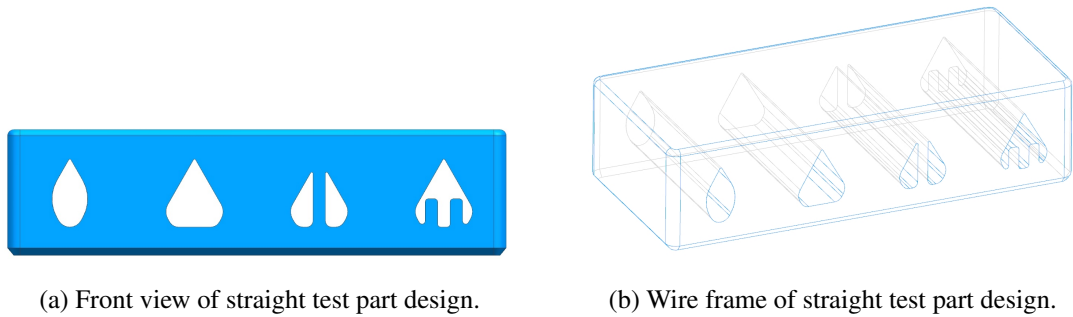 (a) Front view of straight test part design.
(b) Wire frame of straight test part design.